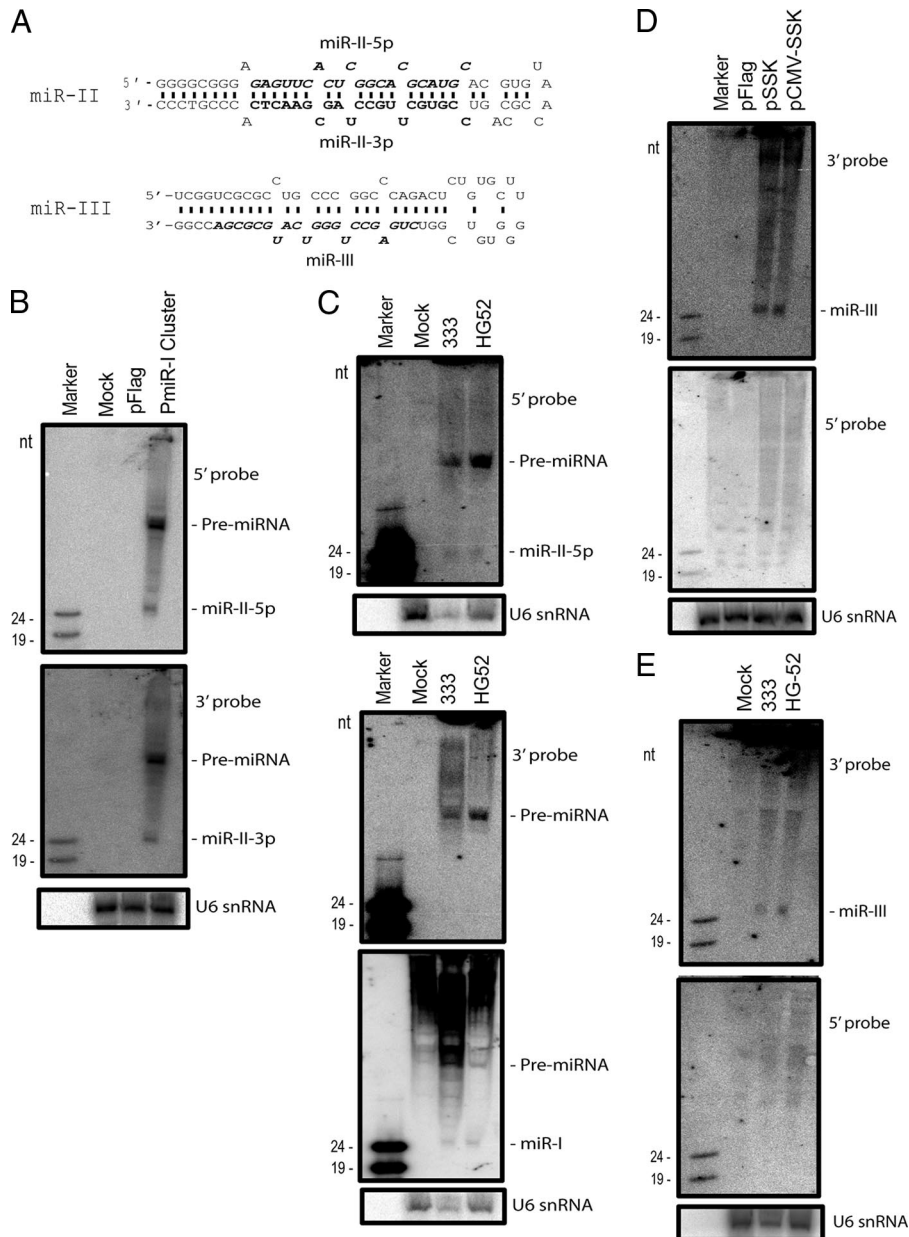 A
miR-II-5p
A A C C C U
miR-II 5' - GGGGCGGG GAGUUC CU GGCA GCAUG AC GUG A
3' - CCCTGCCC CTCAAGG GA CCGUC GUGC UG CGC A
A C U U C AC C
miR-II-3p
C C CU UG U
5' -UCGGUCGCGC UG CCCG GGC CAGACU G C U
miR-III
3' -GGCCAGCGCG AC GGG CCG GUCUGG U G G
U U U A C GUG G
miR-III
B
Marker
Mock
pFlag
PmiR-I Cluster
nt
5' probe
- Pre-miRNA
- miR-II-5p
24 -
19 -
3' probe
- Pre-miRNA
- miR-II-3p
24 -
19 -
U6 snRNA
C
Marker
Mock
333
HG52
nt
5' probe
- Pre-miRNA
- miR-II-5p
24 -
19 -
U6 snRNA
Marker
Mock
333
HG52
nt
3' probe
- Pre-miRNA
24 -
19 -
- Pre-miRNA
- miR-I
24 -
19 -
U6 snRNA
D
Marker
pFlag
pSSK
pCMV-SSK
nt
3' probe
- miR-III
24 -
19 -
5' probe
24 -
19 -
U6 snRNA
E
Mock
333
HG-52
nt
3' probe
- miR-III
24 -
19 -
5' probe
24 -
19 -
U6 snRNA